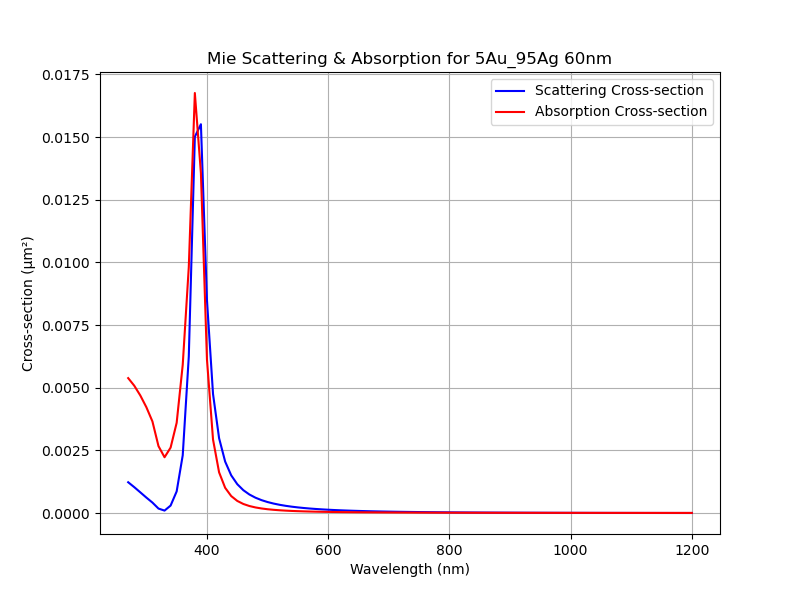 Mie Scattering & Absorption for 5Au_95Ag 60nm
Scattering Cross-section
Absorption Cross-section
Cross-section (μm²)
0.0175
0.0150
0.0125
0.0100
0.0075
0.0050
0.0025
0.0000
400 600 800 1000 1200
Wavelength (nm)